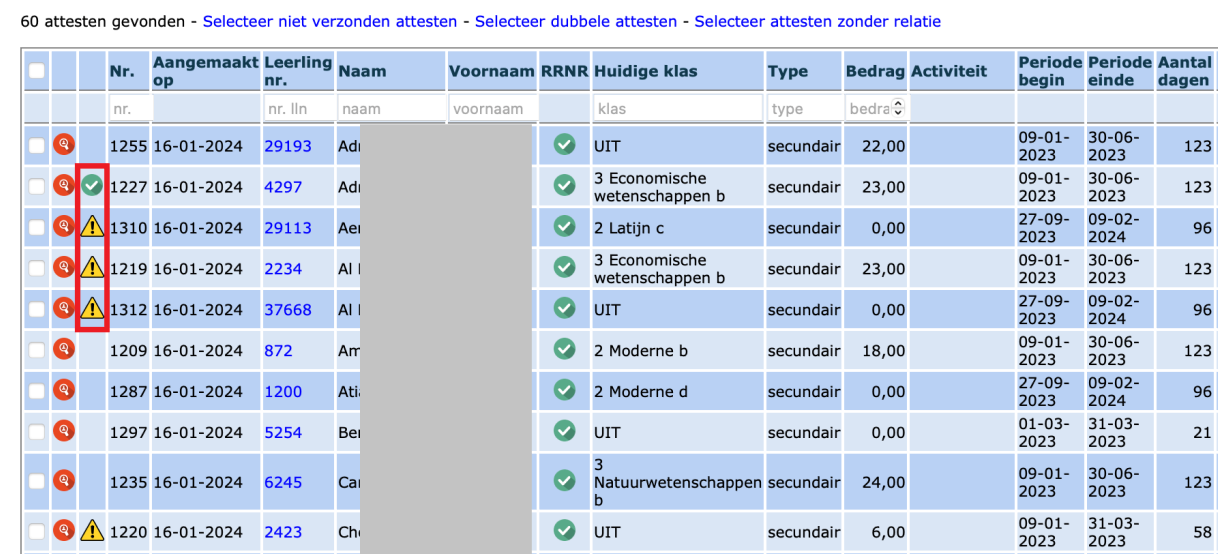 60 attesten gevonden - Selecteer niet verzonden attesten - Selecteer dubbele attesten - Selecteer attesten zonder relatie
Nr. Aangemaakt op Leerling nr. Naam Voornaam RRNR Huidige klas Type Bedrag Activiteit Periode begin Periode einde Aantal dagen
nr. nr. lln naam voornaam klas type bedra
1255 16-01-2024 29193 UIT secundair 22,00 09-01-2023 30-06-2023 123
1227 16-01-2024 4297 3 Economische wetenschappen b secundair 23,00 09-01-2023 30-06-2023 123
1310 16-01-2024 29113 2 Latijn c secundair 0,00 27-09-2023 09-02-2024 96
1219 16-01-2024 2234 Al 3 Economische wetenschappen b secundair 23,00 09-01-2023 30-06-2023 123
1312 16-01-2024 37668 Al UIT secundair 0,00 27-09-2023 09-02-2024 96
1209 16-01-2024 872 2 Moderne b secundair 18,00 09-01-2023 30-06-2023 123
1287 16-01-2024 1200 2 Moderne d secundair 0,00 27-09-2023 09-02-2024 96
1297 16-01-2024 5254 UIT secundair 0,00 01-03-2023 31-03-2023 21
1235 16-01-2024 6245 3 Natuurwetenschappen b secundair 24,00 09-01-2023 30-06-2023 123
1220 16-01-2024 2423 UIT secundair 6,00 09-01-2023 31-03-2023 58